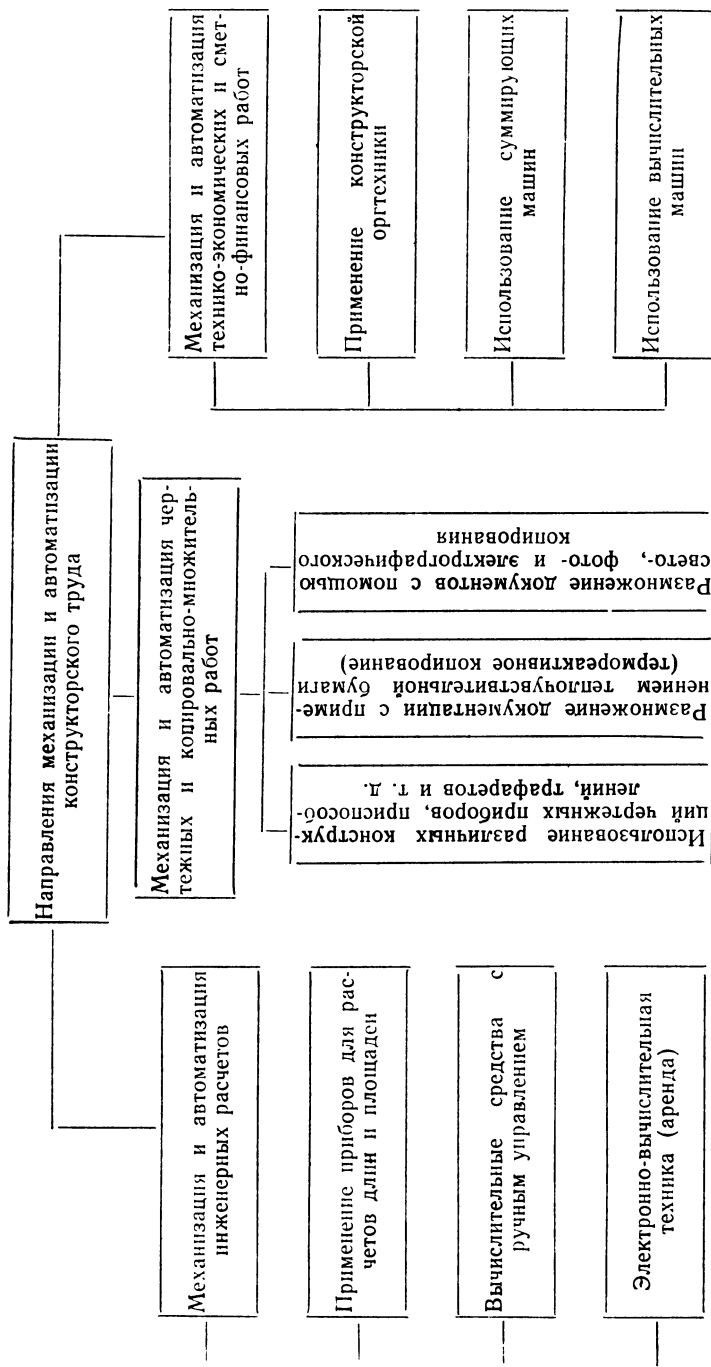 Направления механизации и автоматизации
конструкторского труда
Механизация и автоматизация
инженерных расчетов
Применение приборов для рас-
четов длин и площадей
Вычислительные средства с
ручным управлением
Электронно-вычислительная
техника (аренда)
Механизация и автоматизация чер-
тежных и копировально-множитель-
ных работ
Использование различных конструк-
ций чертежных приборов, приспособ-
лений, трафаретов и т. д.
Размножение документации с приме-
нением теплочувствительной бумаги
(термореактивное копирование)
Размножение документов с помощью
свето-, фото- и электрографического
копирования
Механизация и автоматизация
технико-экономических и смет-
но-финансовых работ
Применение конструкторской
оргтехники
Использование суммирующих
машин
Использование вычислительных
машин